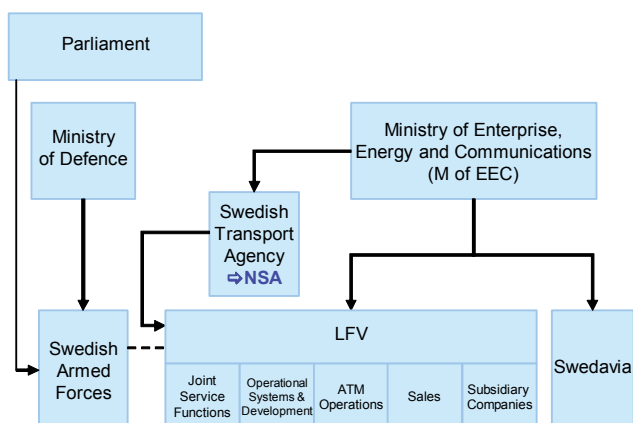 Parliament
Ministry
of Defence
Ministry of Enterprise,
Energy and Communications
(M of EEC)
Swedish
Transport
Agency
⇨NSA
Swedish
Armed
Forces
LFV
Joint
Service
Functions
Operational
Systems &
Development
ATM
Operations
Sales
Subsidiary
Companies
Swedavia